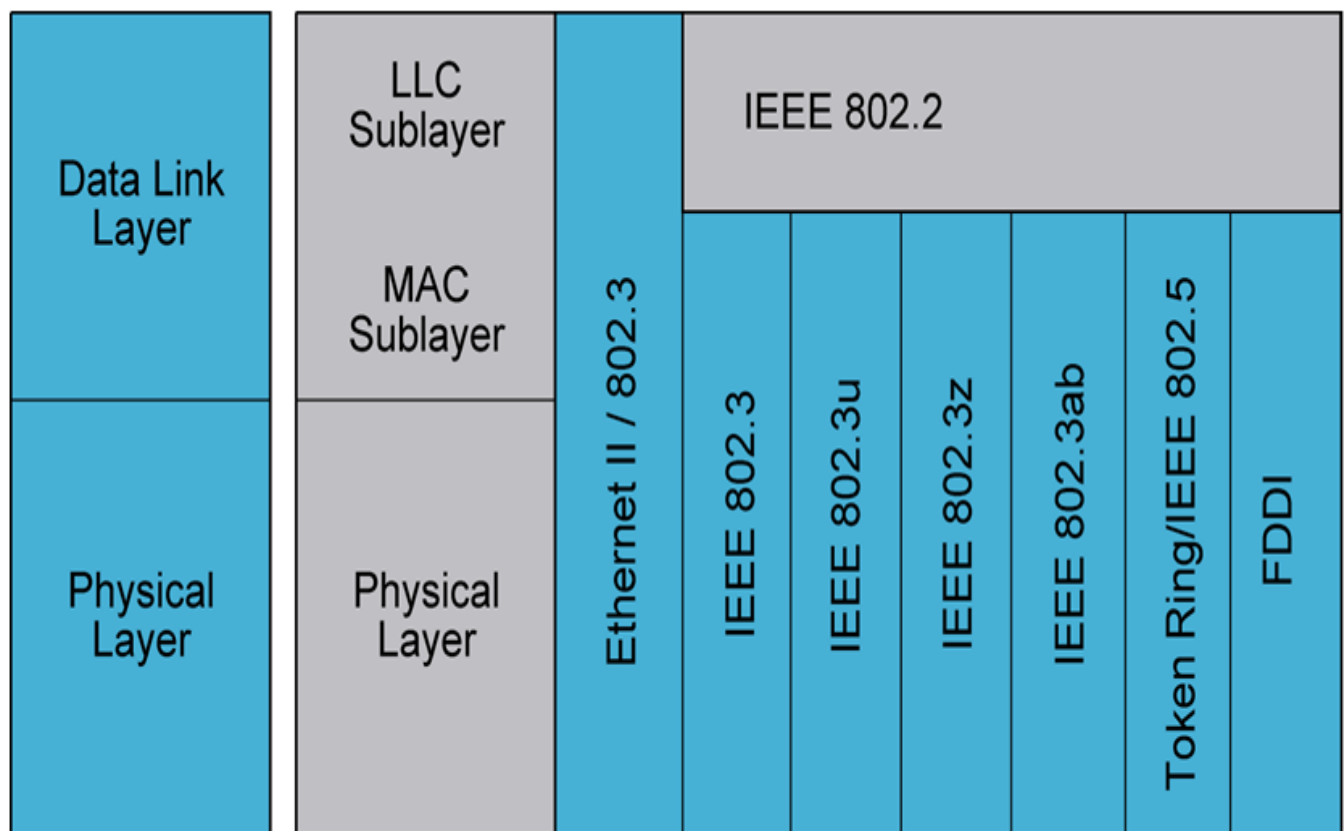 Data Link
Layer
Physical
Layer
LLC
Sublayer
MAC
Sublayer
Physical
Layer
Ethernet II / 802.3
IEEE 802.2
IEEE 802.3
IEEE 802.3u
IEEE 802.3z
IEEE 802.3ab
Token Ring/IEEE 802.5
FDDI